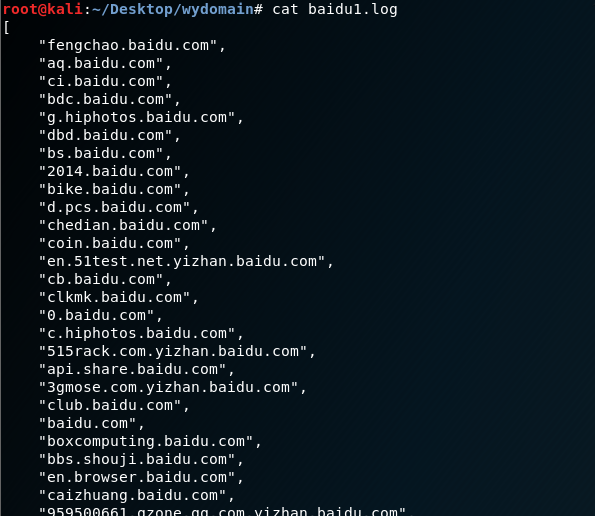 root@kali:~/Desktop/wydomain# cat baidu1.log
[
"fengchao.baidu.com",
"aq.baidu.com",
"ci.baidu.com",
"bdc.baidu.com",
"g.hiphotos.baidu.com",
"dbd.baidu.com",
"bs.baidu.com",
"2014.baidu.com",
"bike.baidu.com",
"d.pcs.baidu.com",
"chedian.baidu.com",
"coin.baidu.com",
"en.51test.net.yizhan.baidu.com",
"cb.baidu.com",
"clkmk.baidu.com",
"0.baidu.com",
"c.hiphotos.baidu.com",
"515rack.com.yizhan.baidu.com",
"api.share.baidu.com",
"3gmose.com.yizhan.baidu.com",
"club.baidu.com",
"baidu.com",
"boxcomputing.baidu.com",
"bbs.shouji.baidu.com",
"en.browser.baidu.com",
"caizhuang.baidu.com",
"959500661.qzone.qq.com.yizhan.baidu.com"